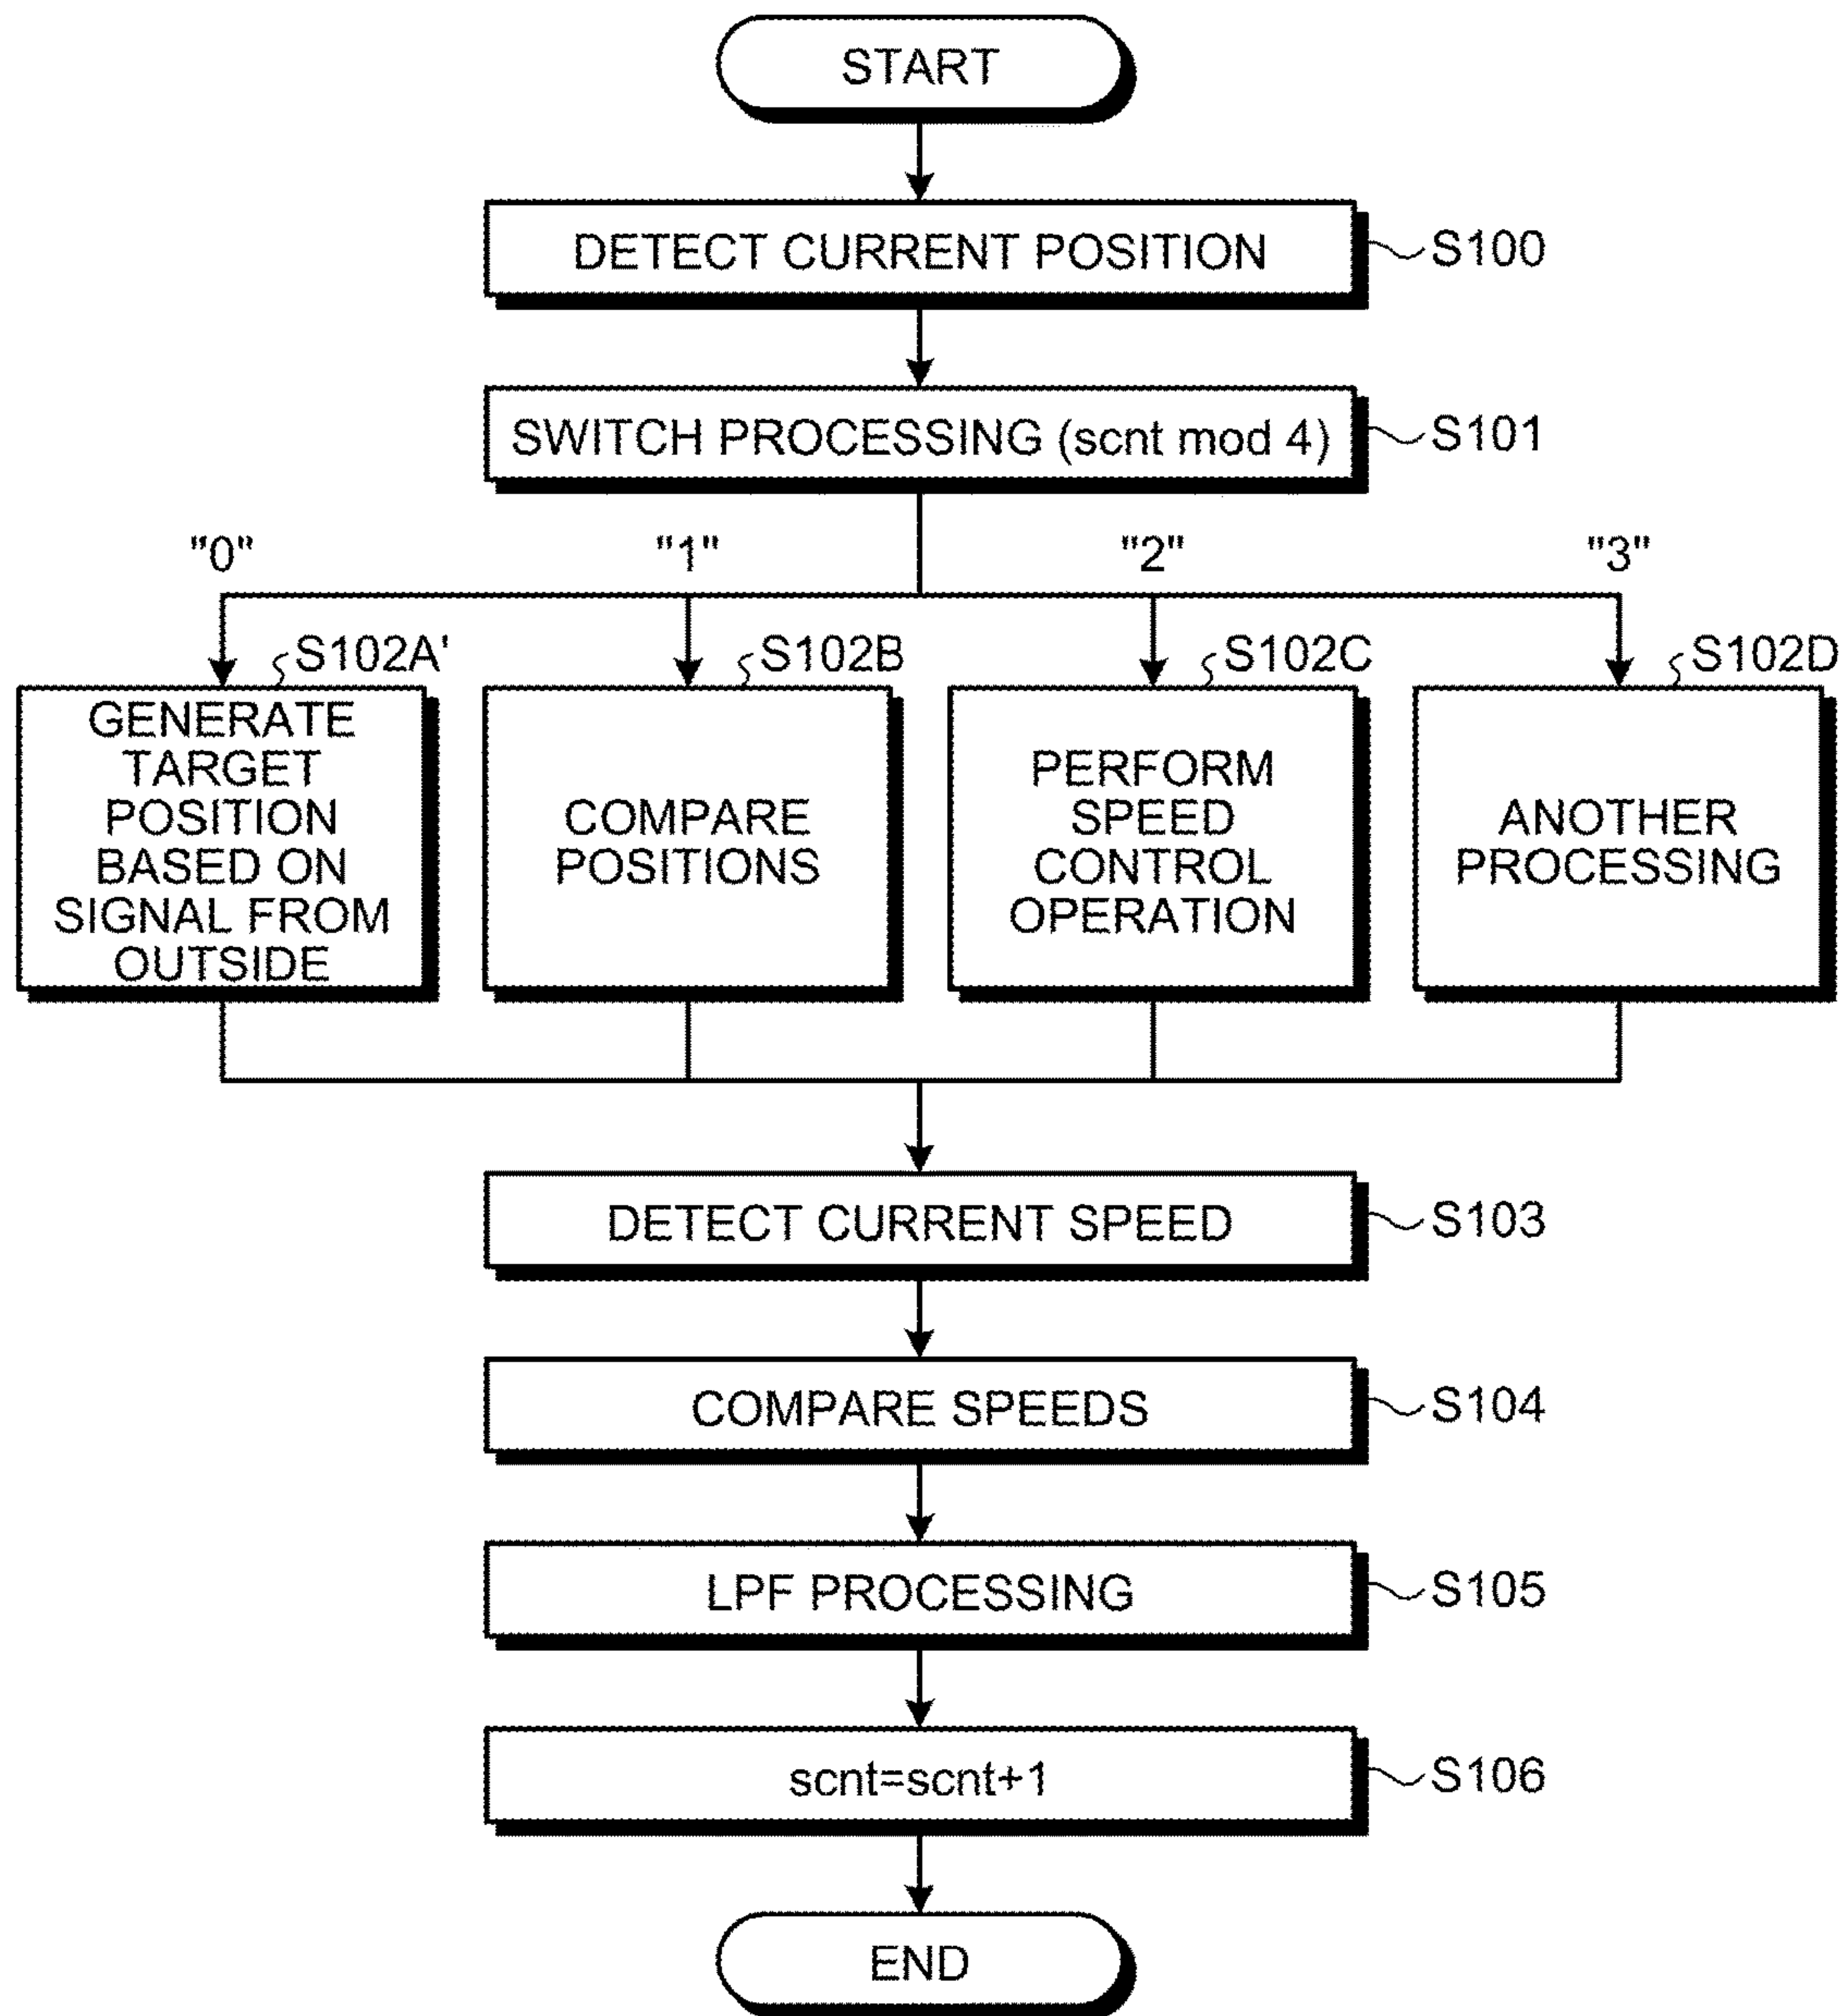 START
DETECT CURRENT POSITION
S100
SWITCH PROCESSING (scnt mod 4)
S101
"0"
"1"
"2"
"3"
S102A'
S102B
S102C
S102D
GENERATE
TARGET
POSITION
BASED ON
SIGNAL FROM
OUTSIDE
COMPARE
POSITIONS
PERFORM
SPEED
CONTROL
OPERATION
ANOTHER
PROCESSING
DETECT CURRENT SPEED
S103
COMPARE SPEEDS
S104
LPF PROCESSING
S105
scnt=scnt+1
S106
END